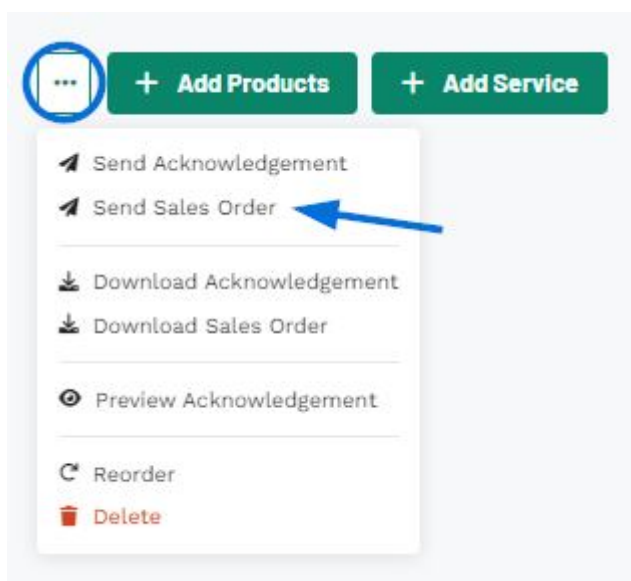 ··· + Add Products + Add Service
Send Acknowledgement
Send Sales Order
Download Acknowledgement
Download Sales Order
Preview Acknowledgement
Reorder
Delete